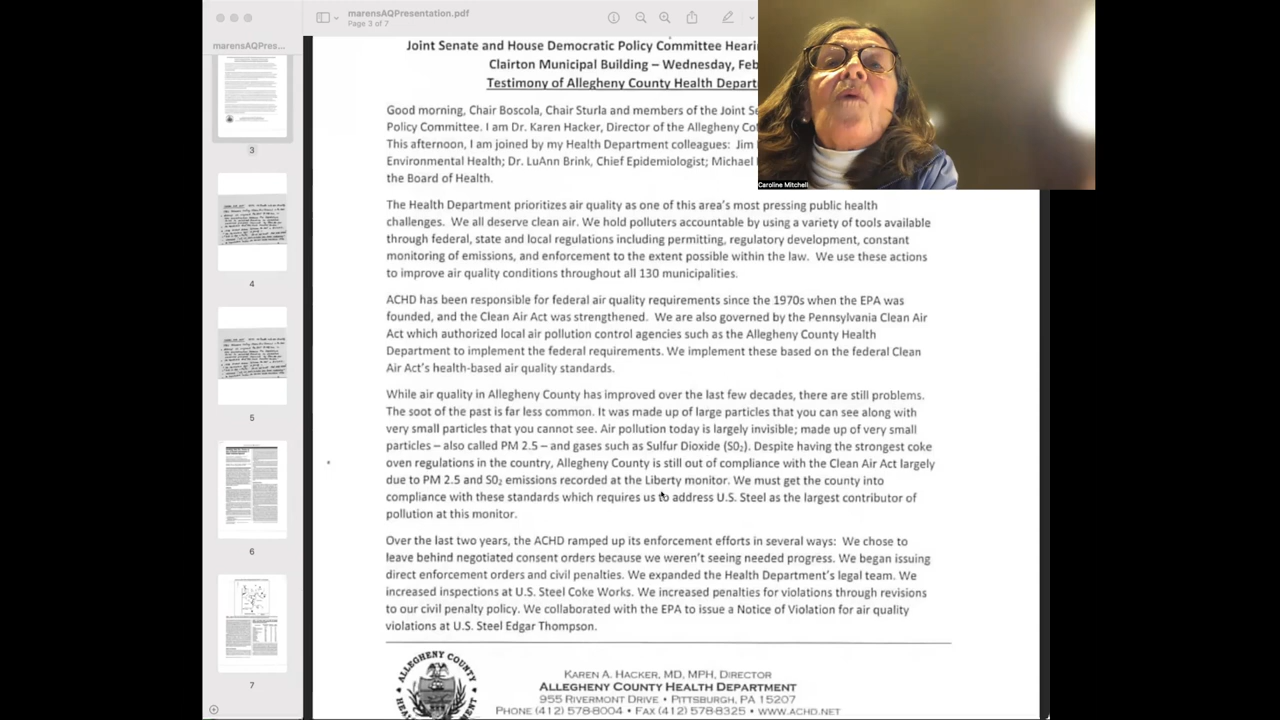 marensAQPresentation.pdf
Page 3 of 7
marensAQPres...
3
4
5
6
7
Caroline Mitchell
Joint Senate and House Democratic Policy Committee Hearin
Clairton Municipal Building – Wednesday, Feb
Testimony of Allegheny County Health Depart
Good morning, Chair Boscola, Chair Sturla and members of the Joint Se
Policy Committee. I am Dr. Karen Hacker, Director of the Allegheny Co
This afternoon, I am joined by my Health Department colleagues: Jim
Environmental Health; Dr. LuAnn Brink, Chief Epidemiologist; Michael
the Board of Health.
The Health Department prioritizes air quality as one of this area's most pressing public health
challenges. We all deserve clean air. We hold polluters accountable by using a variety of tools available
through federal, state and local regulations including permitting, regulatory development, constant
monitoring of emissions, and enforcement to the extent possible within the law. We use these actions
to improve air quality conditions throughout all 130 municipalities.
ACHD has been responsible for federal air quality requirements since the 1970s when the EPA was
founded, and the Clean Air Act was strengthened. We are also governed by the Pennsylvania Clean Air
Act which authorized local air pollution control agencies such as the Allegheny County Health
Department to implement the federal requirements. We implement these based on the federal Clean
Air Act's health-based air quality standards.
While air quality in Allegheny County has improved over the last few decades, there are still problems.
The soot of the past is far less common. It was made up of large particles that you can see along with
very small particles that you cannot see. Air pollution today is largely invisible; made up of very small
particles – also called PM 2.5 – and gases such as Sulfur Dioxide (S0₂). Despite having the strongest coke
oven regulations in the country, Allegheny County is still out of compliance with the Clean Air Act largely
due to PM 2.5 and S0₂ emissions recorded at the Liberty monitor. We must get the county into
compliance with these standards which requires us to address U.S. Steel as the largest contributor of
pollution at this monitor.
Over the last two years, the ACHD ramped up its enforcement efforts in several ways: We chose to
leave behind negotiated consent orders because we weren't seeing needed progress. We began issuing
direct enforcement orders and civil penalties. We expanded the Health Department's legal team. We
increased inspections at U.S. Steel Coke Works. We increased penalties for violations through revisions
to our civil penalty policy. We collaborated with the EPA to issue a Notice of Violation for air quality
violations at U.S. Steel Edgar Thompson.
ALLEGHENY COUNTY
KAREN A. HACKER, MD, MPH, DIRECTOR
ALLEGHENY COUNTY HEALTH DEPARTMENT
955 RIVERMONT DRIVE • PITTSBURGH, PA 15207
PHONE (412) 578-8004 • FAX (412) 578-8325 • WWW.ACHD.NET